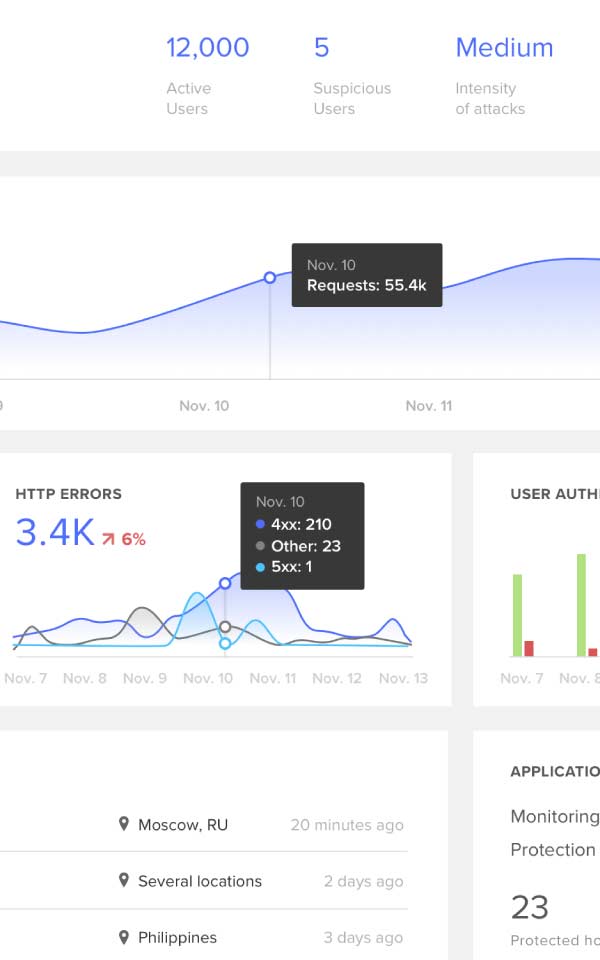 12,000 5 Medium
Active Suspicious Intensity
Users Users of attacks
Nov. 10
Requests: 55.4k
9 Nov. 10 Nov. 11
HTTP ERRORS
3.4K 6%
Nov. 10
4xx: 210
Other: 23
5xx: 1
Nov. 7 Nov. 8 Nov. 9 Nov. 10 Nov. 11 Nov. 12 Nov. 13
USER AUTH
Nov. 7 Nov. 8
Moscow, RU 20 minutes ago
Several locations 2 days ago
Philippines 3 days ago
APPLICATIO
Monitoring
Protection
23
Protected ho